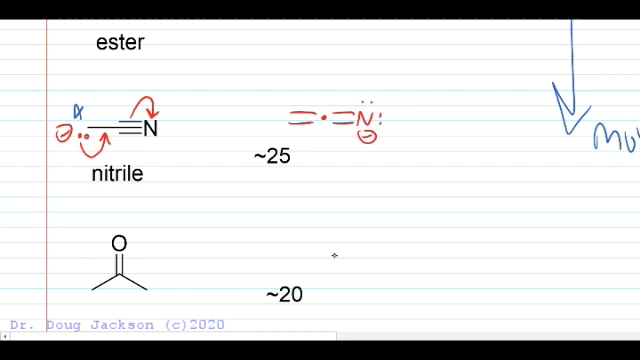 ester
α
⊖ N N ⊖
nitrile
~25
O
~20
Dr. Doug Jackson (c)2020